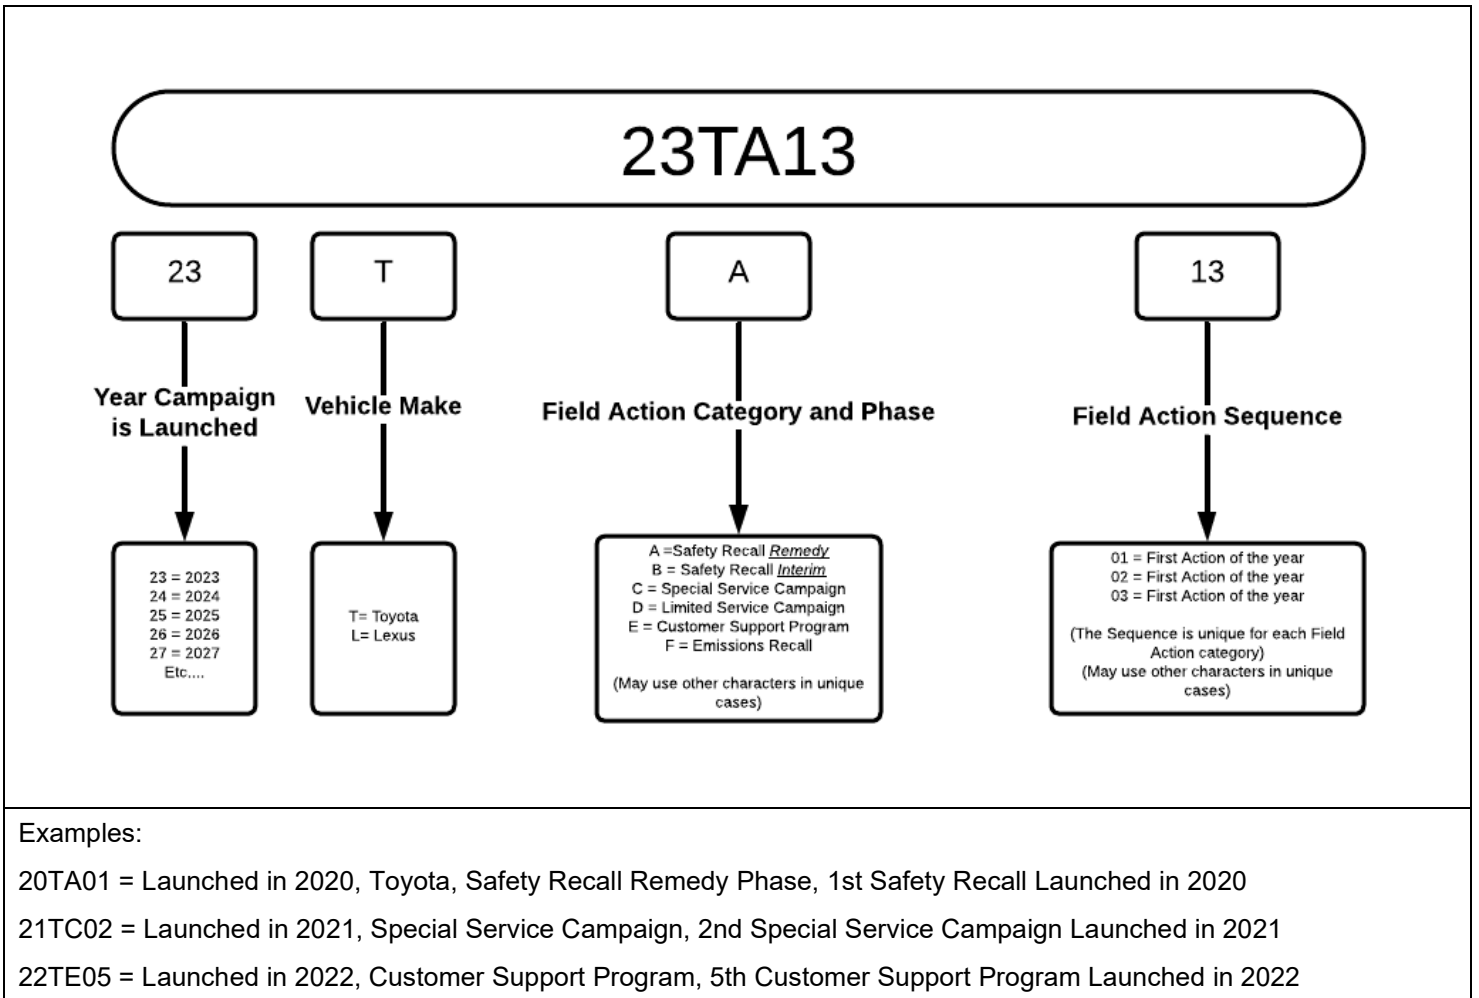 23TA13
23
T
A
13
Year Campaign
is Launched
Vehicle Make
Field Action Category and Phase
Field Action Sequence
23 = 2023
24 = 2024
25 = 2025
26 = 2026
27 = 2027
Etc....
T= Toyota
L= Lexus
A =Safety Recall Remedy
B = Safety Recall Interim
C = Special Service Campaign
D = Limited Service Campaign
E = Customer Support Program
F = Emissions Recall
(May use other characters in unique
cases)
01 = First Action of the year
02 = First Action of the year
03 = First Action of the year
(The Sequence is unique for each Field
Action category)
(May use other characters in unique
cases)
Examples:
20TA01 = Launched in 2020, Toyota, Safety Recall Remedy Phase, 1st Safety Recall Launched in 2020
21TC02 = Launched in 2021, Special Service Campaign, 2nd Special Service Campaign Launched in 2021
22TE05 = Launched in 2022, Customer Support Program, 5th Customer Support Program Launched in 2022